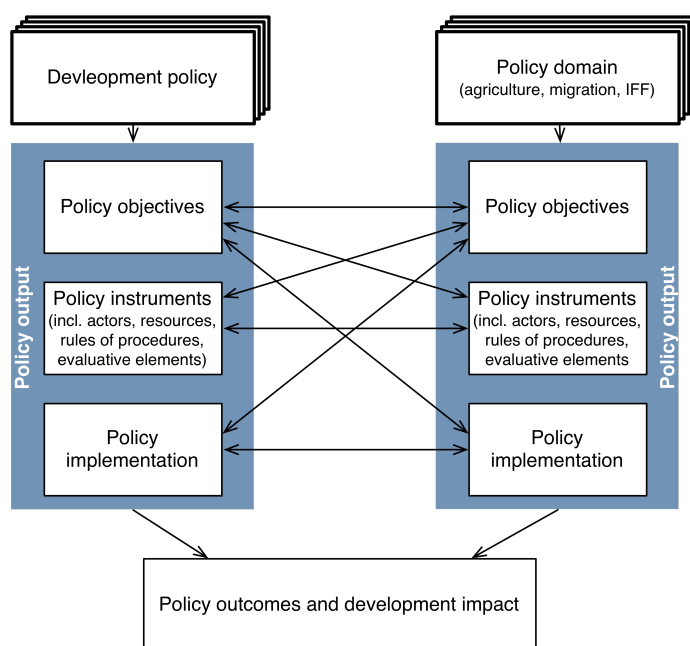 Devleopment policy
Policy domain
(agriculture, migration, IFF)
Policy output
Policy objectives
Policy instruments
(incl. actors, resources,
rules of procedures,
evaluative elements)
Policy
implementation
Policy objectives
Policy instruments
(incl. actors, resources,
rules of procedures,
evaluative elements
Policy
implementation
Policy output
Policy outcomes and development impact